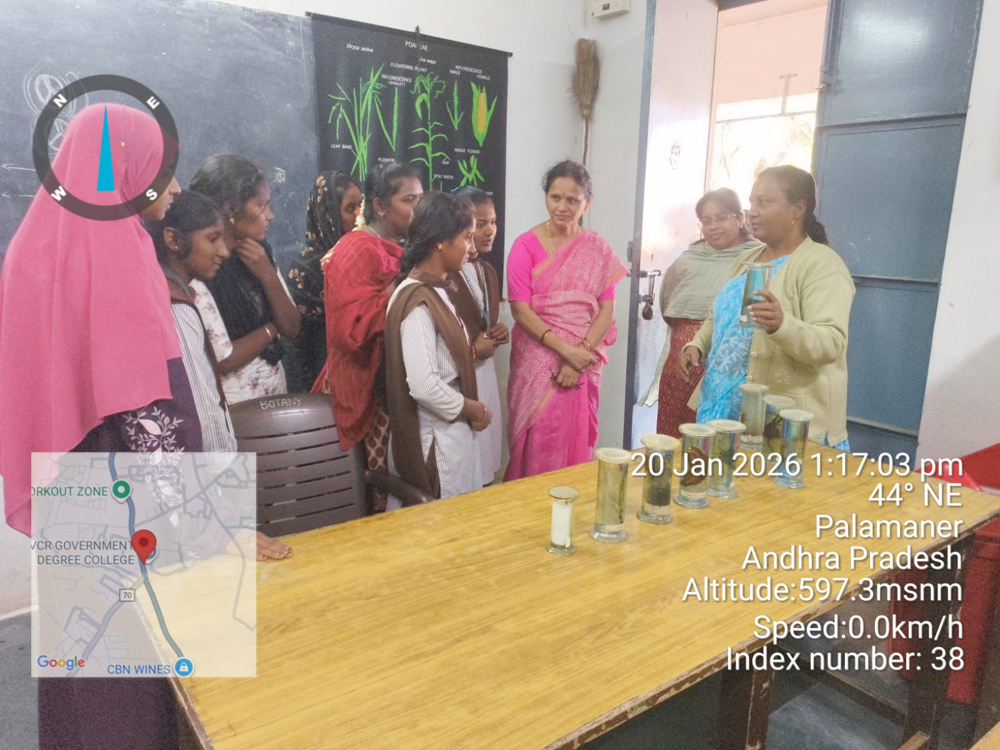 POACEAE
Oryza sativa
Zea mays
FLOWERING PLANT
INFLORESCENCE
MALE FEMALE
INFLORESCENCE
(SPIKELET)
LEAF BASE
FLOWER
MALE FLOWER
LEAF
STILT ROOTS
N
E
W
S
BOTANY
ORKOUT ZONE
VCR GOVERNMENT
DEGREE COLLEGE
70
Google
CBN WINES
20 Jan 2026 1:17:03 pm
44° NE
Palamaner
Andhra Pradesh
Altitude:597.3msnm
Speed:0.0km/h
Index number: 38